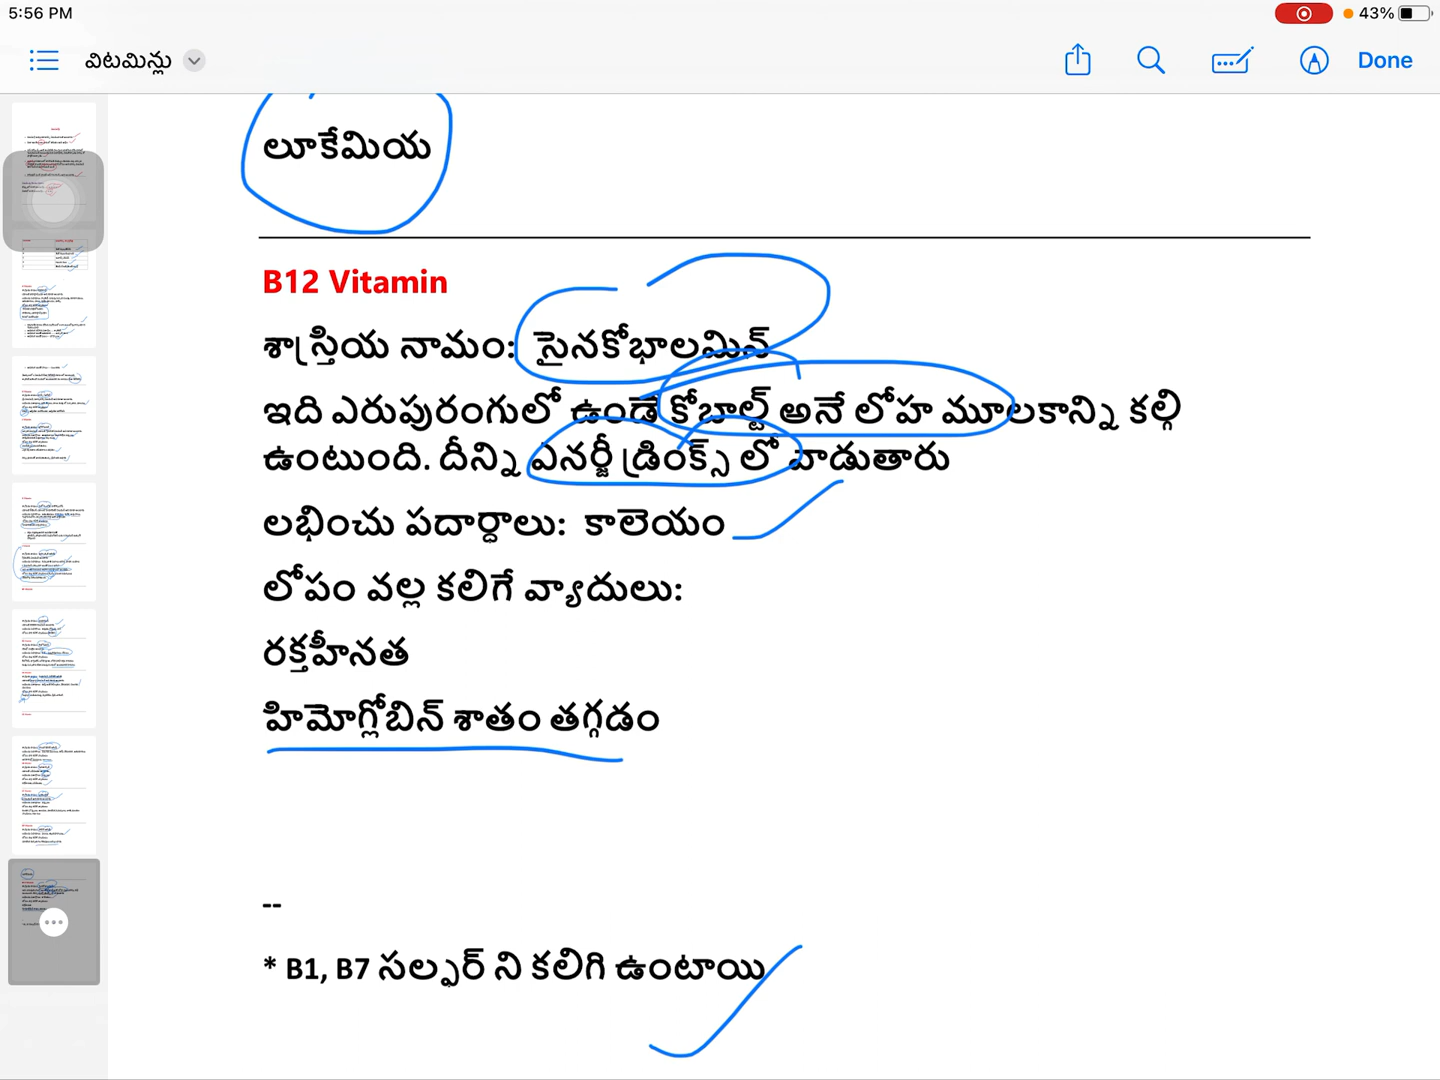 5:56 PM
43%
విటమిన్లు
Done
లూకేమియ
B12 Vitamin
శాస్త్రియ నామం: సైనకోభాలమిన్
ఇది ఎరుపురంగులో ఉండే కోబాల్ట్ అనే లోహ మూలకాన్ని కల్గి
ఉంటుంది. దీన్ని ఎనర్జీ డ్రింక్స్ లో వాడుతారు
లభించు పదార్ధాలు: కాలెయం
లోపం వల్ల కలిగే వ్యాదులు:
రక్తహీనత
హిమోగ్లోబిన్ శాతం తగ్గడం
--
* B1, B7 సల్ఫర్ ని కలిగి ఉంటాయి